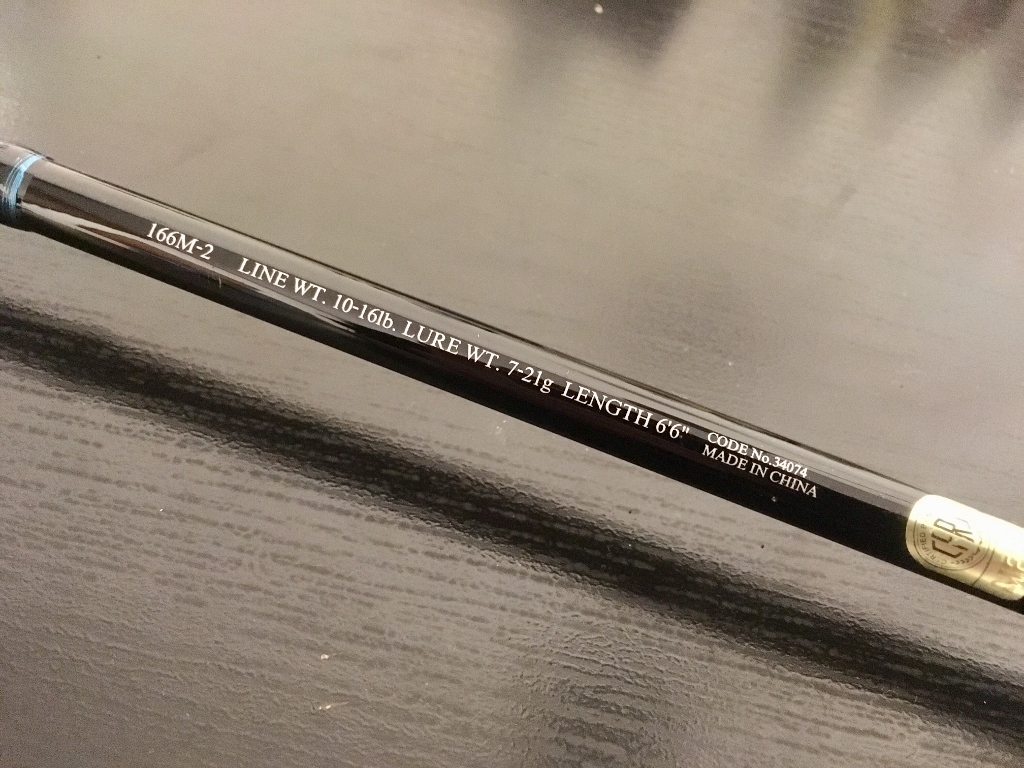 166M-2 LINE WT. 10-16lb. LURE WT. 7-21g LENGTH 6'6"
CODE No.34074
MADE IN CHINA